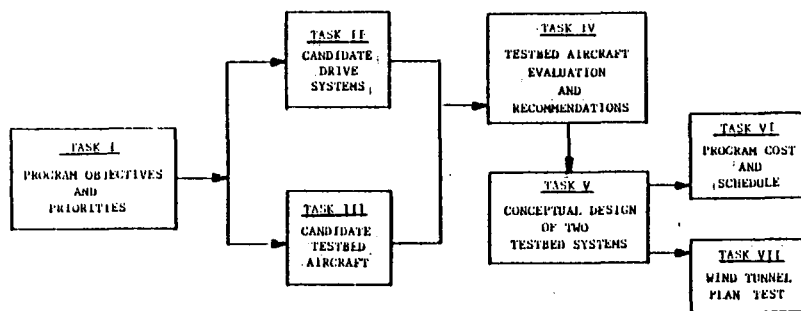 TASK I
PROGRAM OBJECTIVES
AND
PRIORITIES
TASK II
CANDIDATE
DRIVE
SYSTEMS
TASK III
CANDIDATE
TESTBED
AIRCRAFT
TASK IV
TESTBED AIRCRAFT
EVALUATION
AND
RECOMMENDATIONS
TASK V
CONCEPTUAL DESIGN
OF TWO
TESTBED SYSTEMS
TASK VI
PROGRAM COST
AND
SCHEDULE
TASK VII
WIND TUNNEL
PLAN TEST